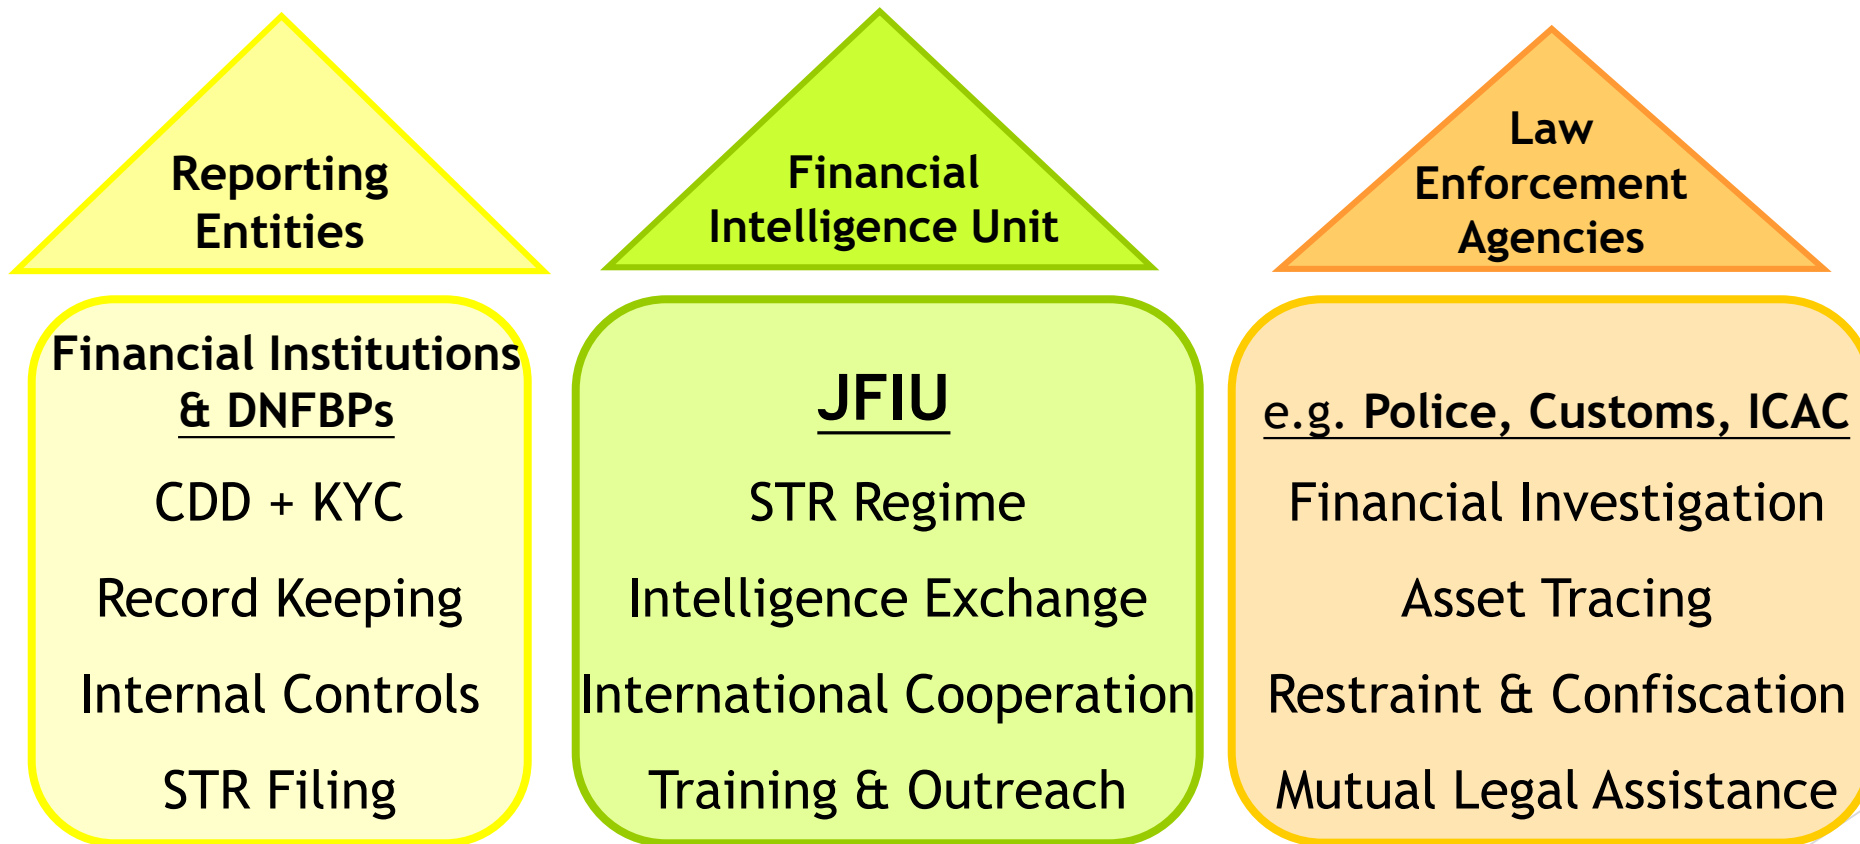 Reporting
Entities
Financial Institutions
& DNFBPs
CDD + KYC
Record Keeping
Internal Controls
STR Filing
Financial
Intelligence Unit
JFIU
STR Regime
Intelligence Exchange
International Cooperation
Training & Outreach
Law
Enforcement
Agencies
e.g. Police, Customs, ICAC
Financial Investigation
Asset Tracing
Restraint & Confiscation
Mutual Legal Assistance